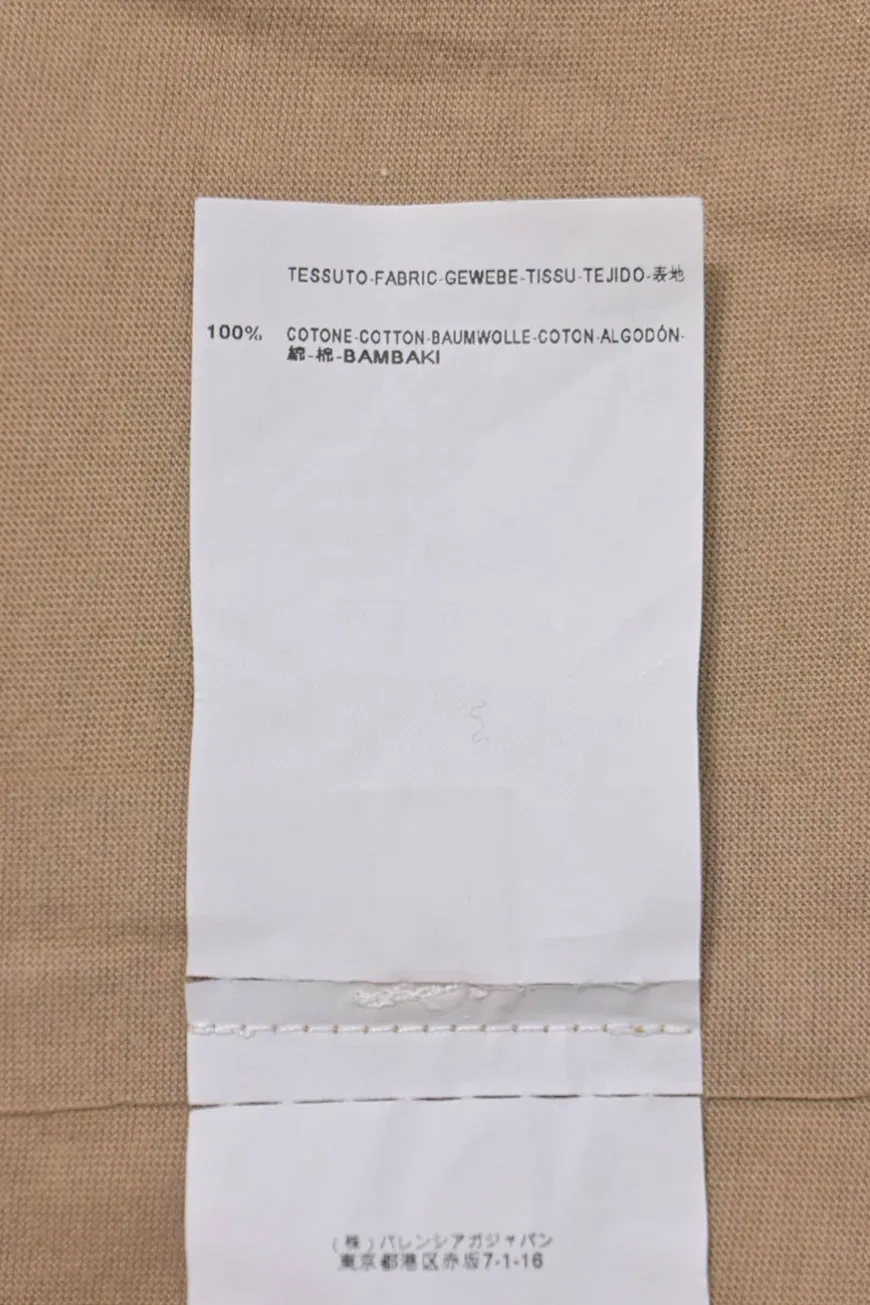 TESSUTO-FABRIC-GEWEBE-TISSU-TEJIDO-表地
100% COTONE-COTTON-BAUMWOLLE-COTON-ALGODÓN-
綿-棉-BAMBAKI
(株)バレンシアガジャパン
東京都港区赤坂7-1-16